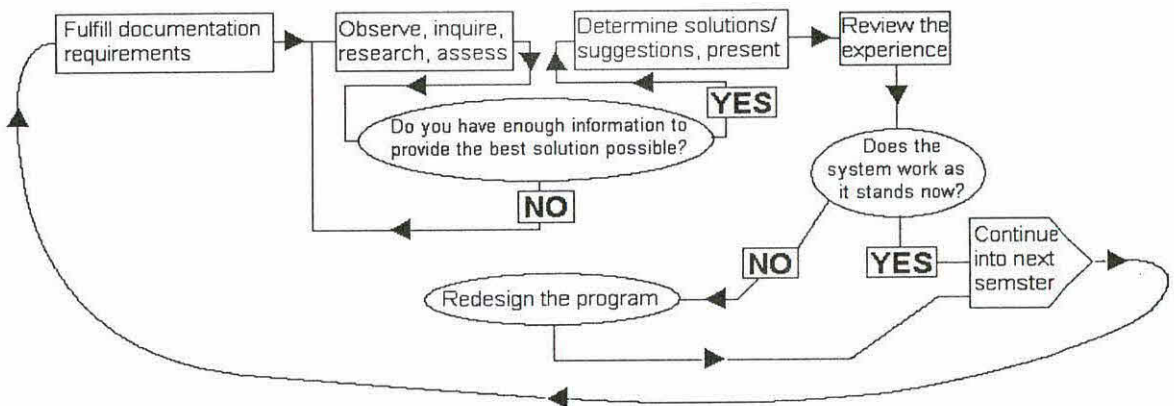 Fulfill documentation
requirements
Observe, inquire,
research, assess
Determine solutions/
suggestions, present
Review the
experience
YES
Do you have enough information to
provide the best solution possible?
NO
Does the
system work as
it stands now?
NO
YES
Continue
into next
semster
Redesign the program